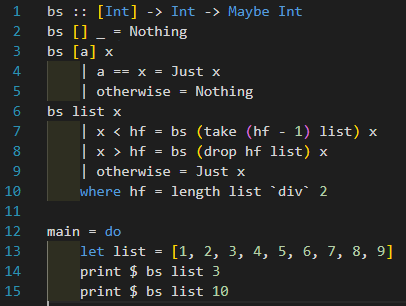 1 bs :: [Int] -> Int -> Maybe Int
2 bs [] _ = Nothing
3 bs [a] x
4     | a == x = Just x
5     | otherwise = Nothing
6 bs list x
7     | x < hf = bs (take (hf - 1) list) x
8     | x > hf = bs (drop hf list) x
9     | otherwise = Just x
10     where hf = length list `div` 2
11
12 main = do
13     let list = [1, 2, 3, 4, 5, 6, 7, 8, 9]
14     print $ bs list 3
15     print $ bs list 10